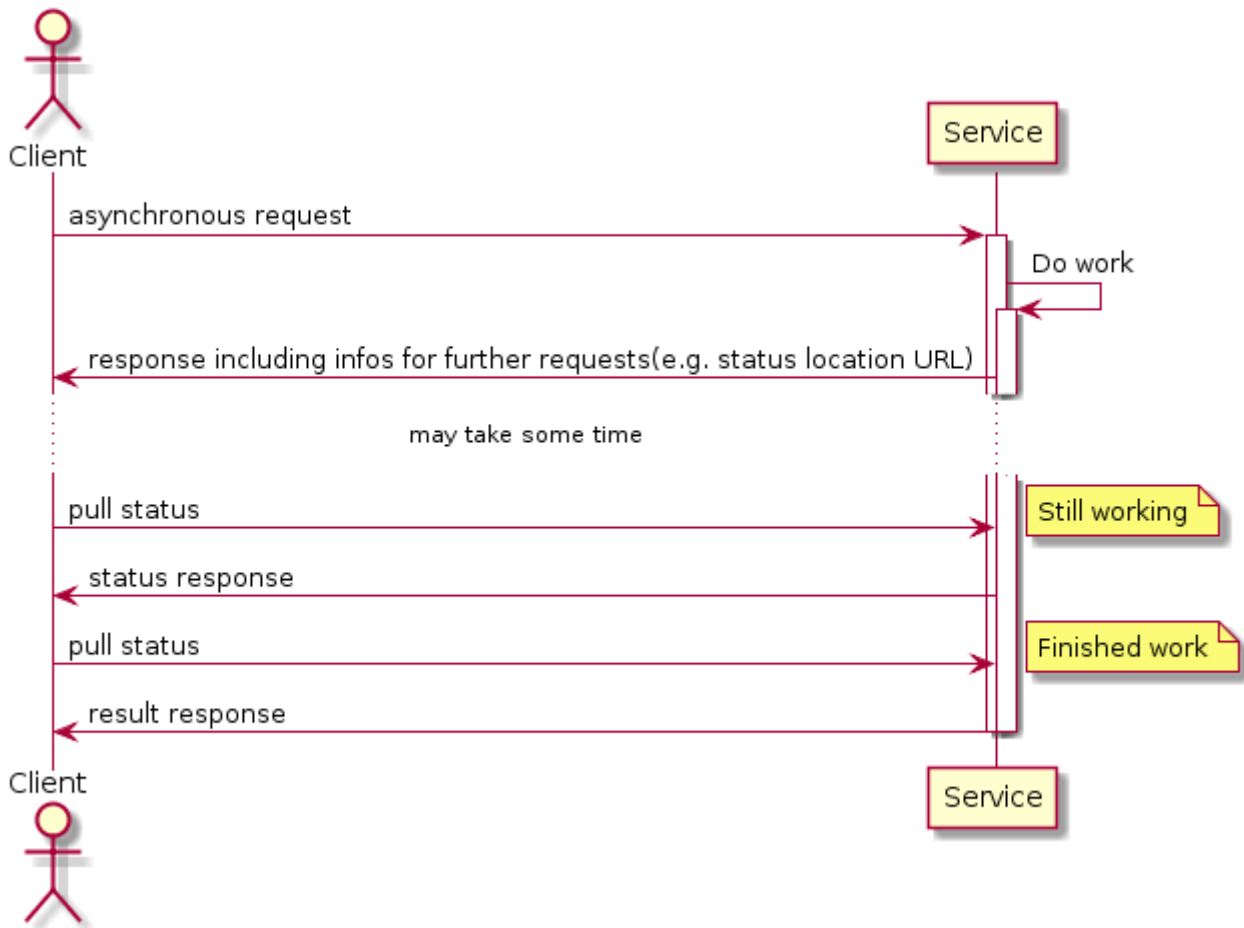 Client
Service
asynchronous request
Do work
response including infos for further requests(e.g. status location URL)
may take some time
pull status
Still working
status response
pull status
Finished work
result response
Client
Service